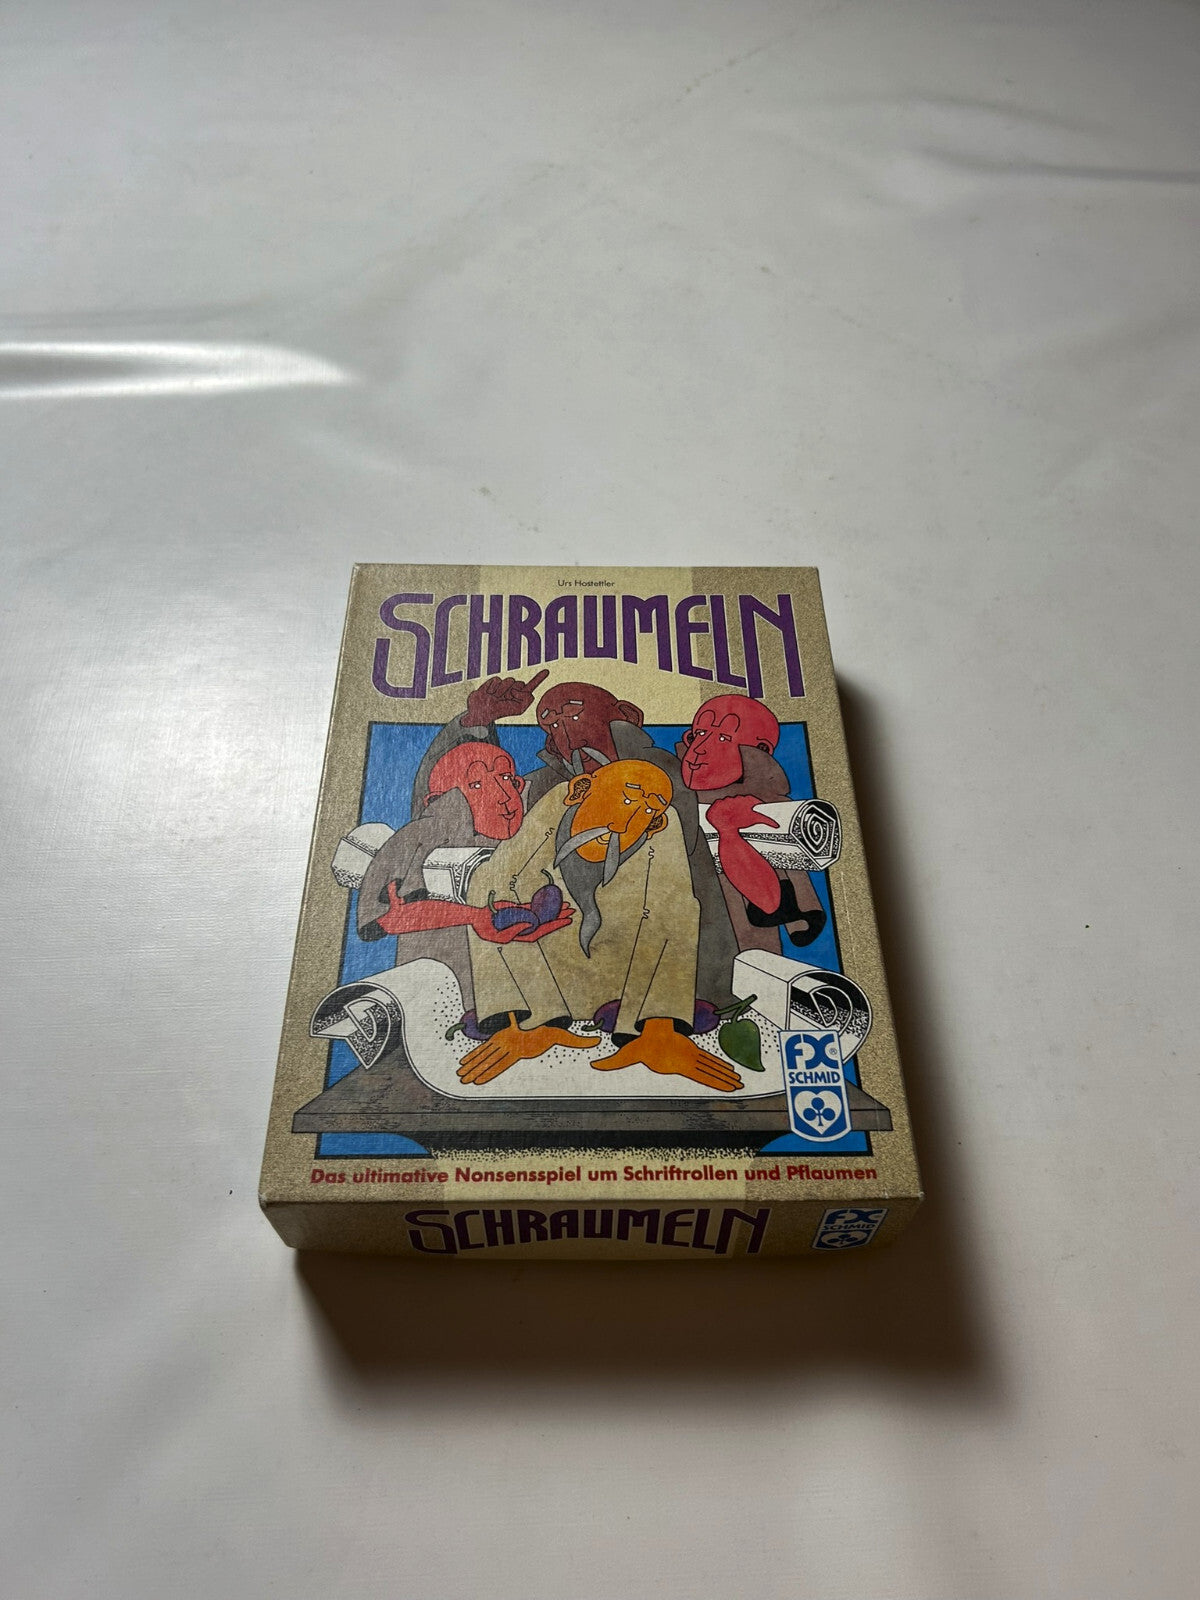 Urs Hostettler
SCHRAUMELN
FX®
SCHMID
Das ultimative Nonsensspiel um Schriftrollen und Pflaumen
SCHRAUMELN
FX
SCHMID